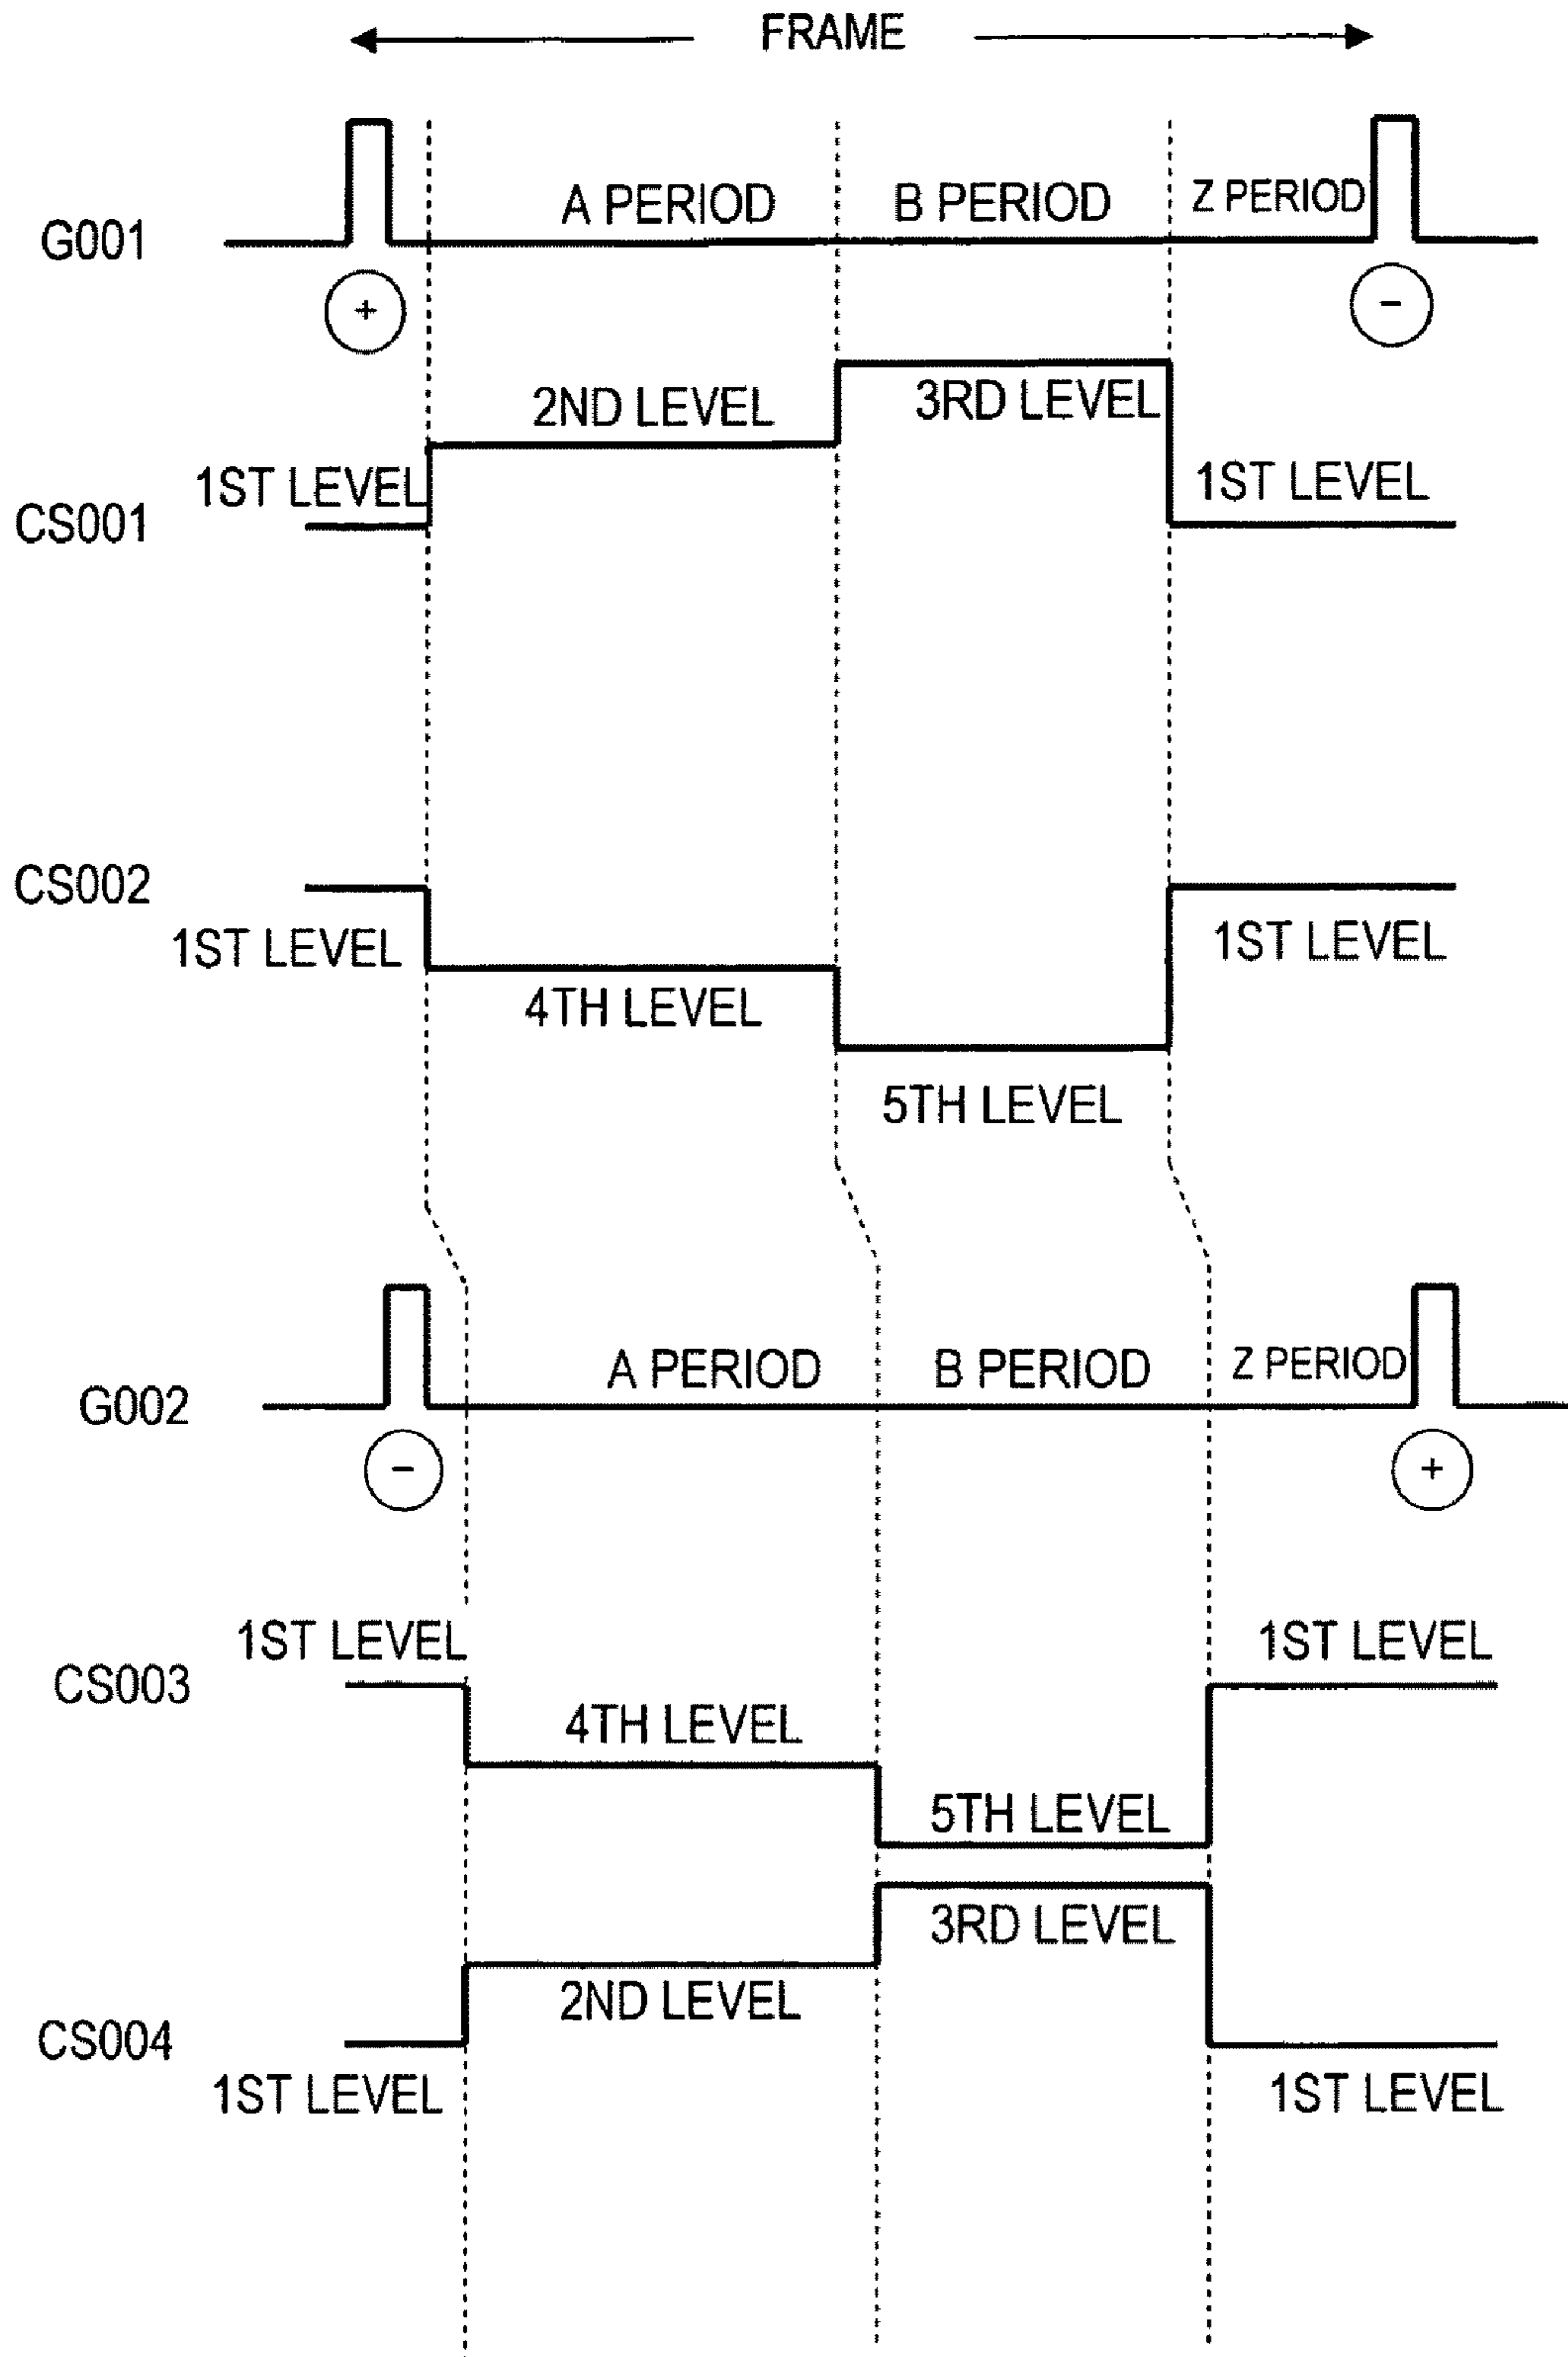 FRAME
A PERIOD B PERIOD Z PERIOD
G001
+ -
2ND LEVEL 3RD LEVEL
1ST LEVEL 1ST LEVEL
CS001
CS002
1ST LEVEL 1ST LEVEL
4TH LEVEL
5TH LEVEL
A PERIOD B PERIOD Z PERIOD
G002
- +
1ST LEVEL 1ST LEVEL
CS003
4TH LEVEL
5TH LEVEL
3RD LEVEL
2ND LEVEL
CS004
1ST LEVEL 1ST LEVEL